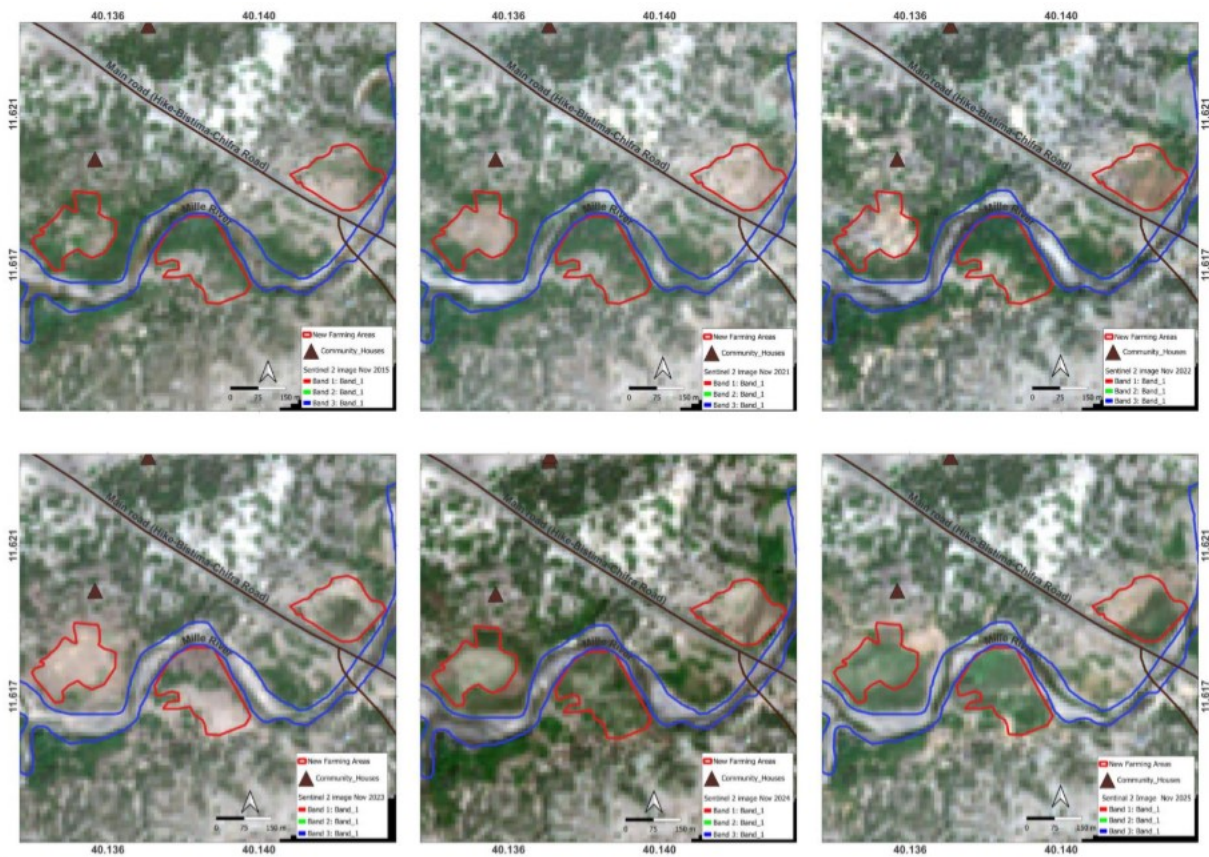 40.136 40.140 40.136 40.140 40.136 40.140
11.621
11.617
Main road (Hike-Bistima-Chifra Road)
Mille River
New Farming Areas
Community_Houses
Sentinel 2 image Nov 2015
Band 1: Band_1
Band 2: Band_1
Band 3: Band_1
0 75 150 m
Main road (Hike-Bistima-Chifra Road)
Mille River
New Farming Areas
Community_Houses
Sentinel 2 image Nov 2021
Band 1: Band_1
Band 2: Band_1
Band 3: Band_1
0 75 150 m
Main road (Hike-Bistima-Chifra Road)
Mille River
New Farming Areas
Community_Houses
Sentinel 2 image Nov 2022
Band 1: Band_1
Band 2: Band_1
Band 3: Band_1
0 75 150 m
11.621
11.617
11.621
11.617
Main road (Hike-Bistima-Chifra Road)
Mille River
New Farming Areas
Community_Houses
Sentinel 2 image Nov 2023
Band 1: Band_1
Band 2: Band_1
Band 3: Band_1
0 75 150 m
Main road (Hike-Bistima-Chifra Road)
Mille River
New Farming Areas
Community_Houses
Sentinel 2 image Nov 2024
Band 1: Band_1
Band 2: Band_1
Band 3: Band_1
0 75 150 m
Main road (Hike-Bistima-Chifra Road)
Mille River
New Farming Areas
Community_Houses
Sentinel 2 Image Nov 2025
Band 1: Band_1
Band 2: Band_1
Band 3: Band_1
0 75 150 m
11.621
11.617
40.136 40.140 40.136 40.140 40.136 40.140